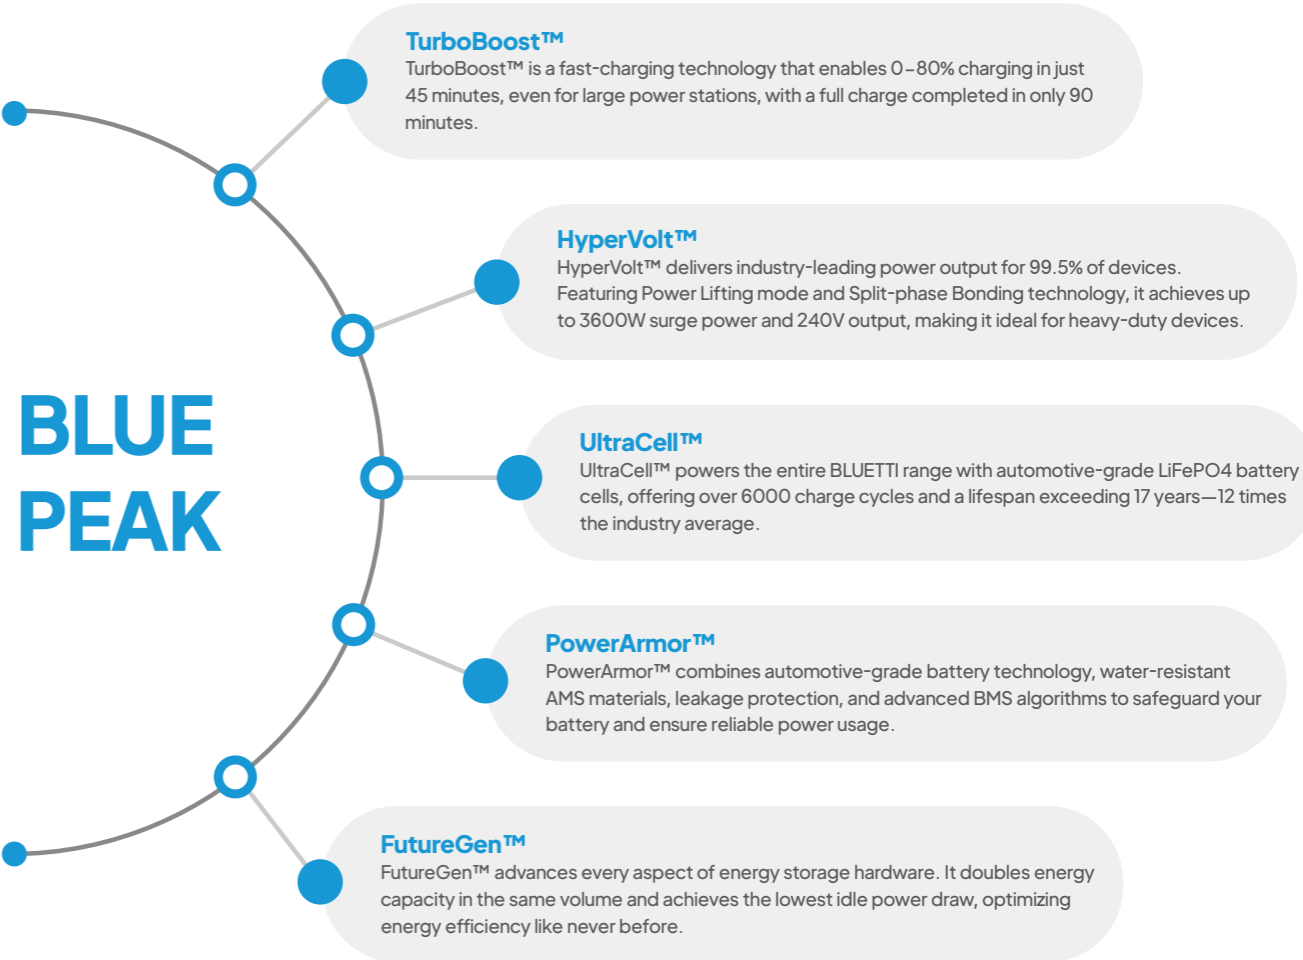 TurboBoost™
TurboBoost™ is a fast-charging technology that enables 0–80% charging in just
45 minutes, even for large power stations, with a full charge completed in only 90
minutes.
HyperVolt™
HyperVolt™ delivers industry-leading power output for 99.5% of devices.
Featuring Power Lifting mode and Split-phase Bonding technology, it achieves up
to 3600W surge power and 240V output, making it ideal for heavy-duty devices.
BLUE
PEAK
UltraCell™
UltraCell™ powers the entire BLUETTI range with automotive-grade LiFePO4 battery
cells, offering over 6000 charge cycles and a lifespan exceeding 17 years—12 times
the industry average.
PowerArmor™
PowerArmor™ combines automotive-grade battery technology, water-resistant
AMS materials, leakage protection, and advanced BMS algorithms to safeguard your
battery and ensure reliable power usage.
FutureGen™
FutureGen™ advances every aspect of energy storage hardware. It doubles energy
capacity in the same volume and achieves the lowest idle power draw, optimizing
energy efficiency like never before.